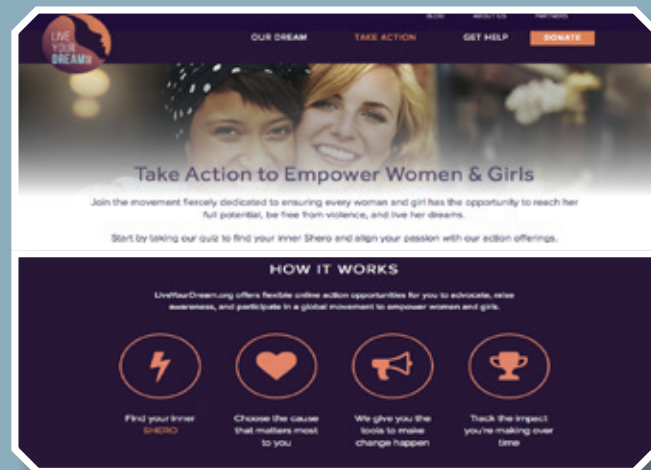 BLOG ABOUT US PARTNERS
LIVE
YOUR
DREAM
OUR DREAM TAKE ACTION GET HELP DONATE
Take Action to Empower Women & Girls
Join the movement fiercely dedicated to ensuring every woman and girl has the opportunity to reach her
full potential, be free from violence, and live her dreams.
Start by taking our quiz to find your inner Shero and align your passion with our action offerings.
HOW IT WORKS
LiveYourDream.org offers flexible online action opportunities for you to advocate, raise
awareness, and participate in a global movement to empower women and girls.
Find your inner
SHERO
Choose the cause
that matters most
to you
We give you the
tools to make
change happen
Track the impact
you're making over
time